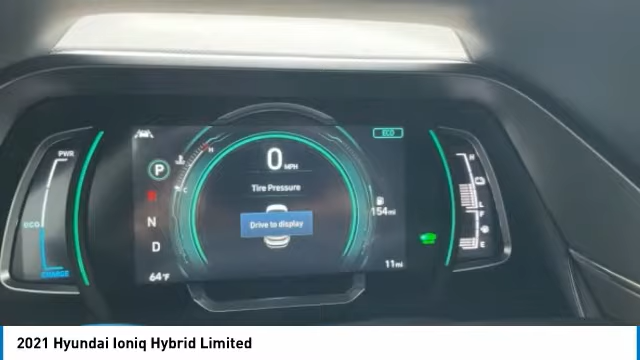 PWR
ECO
CHARGE
P
R
N
D
64°F
H
C
0 MPH
Tire Pressure
Drive to display
ECO
154mi
11mi
H
L
F
E
2021 Hyundai Ioniq Hybrid Limited